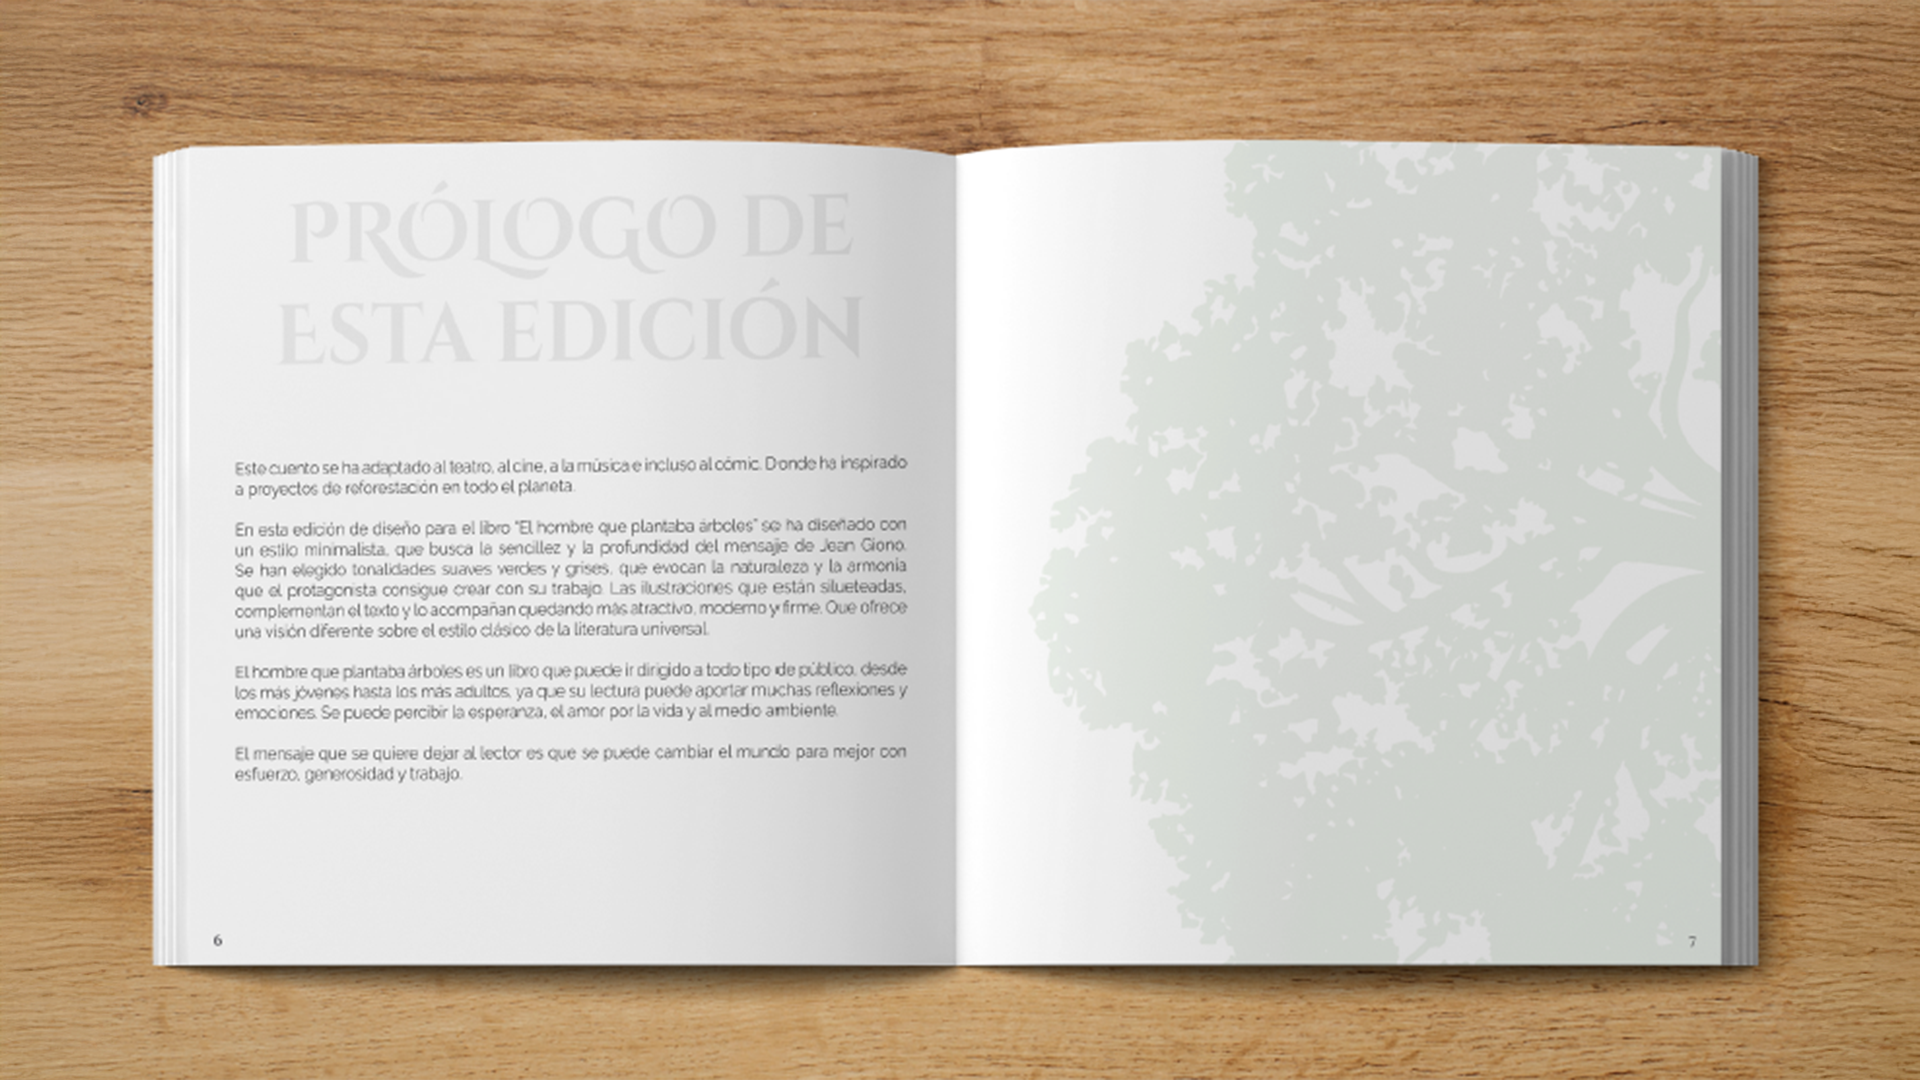 PRÓLOGO DE
ESTA EDICIÓN
Este cuento se ha adaptado al teatro, al cine, a la música e incluso al cómic. Donde ha inspirado
a proyectos de reforestación en todo el planeta.
En esta edición de diseño para el libro "El hombre que plantaba árboles" se ha diseñado con
un estilo minimalista, que busca la sencillez y la profundidad del mensaje de Jean Giono.
Se han elegido tonalidades suaves verdes y grises, que evocan la naturaleza y la armonía
que el protagonista consigue crear con su trabajo. Las ilustraciones que están silueteadas,
complementan el texto y lo acompañan quedando más atractivo, moderno y firme. Que ofrece
una visión diferente sobre el estilo clásico de la literatura universal.
El hombre que plantaba árboles es un libro que puede ir dirigido a todo tipo de público, desde
los más jóvenes hasta los más adultos, ya que su lectura puede aportar muchas reflexiones y
emociones. Se puede percibir la esperanza, el amor por la vida y al medio ambiente.
El mensaje que se quiere dejar al lector es que se puede cambiar el mundo para mejor con
esfuerzo, generosidad y trabajo.
6
7